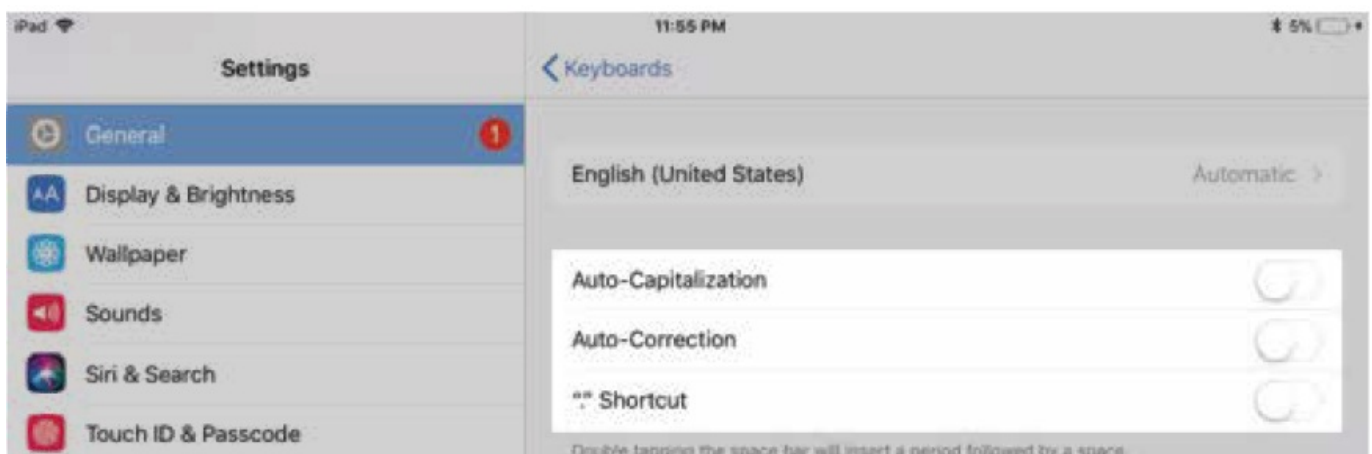 iPad
11:55 PM
5%
Settings
Keyboards
General
1
English (United States)
Automatic
Display & Brightness
Wallpaper
Auto-Capitalization
Sounds
Auto-Correction
Siri & Search
"." Shortcut
Touch ID & Passcode
Double tapping the space bar will insert a period followed by a space.